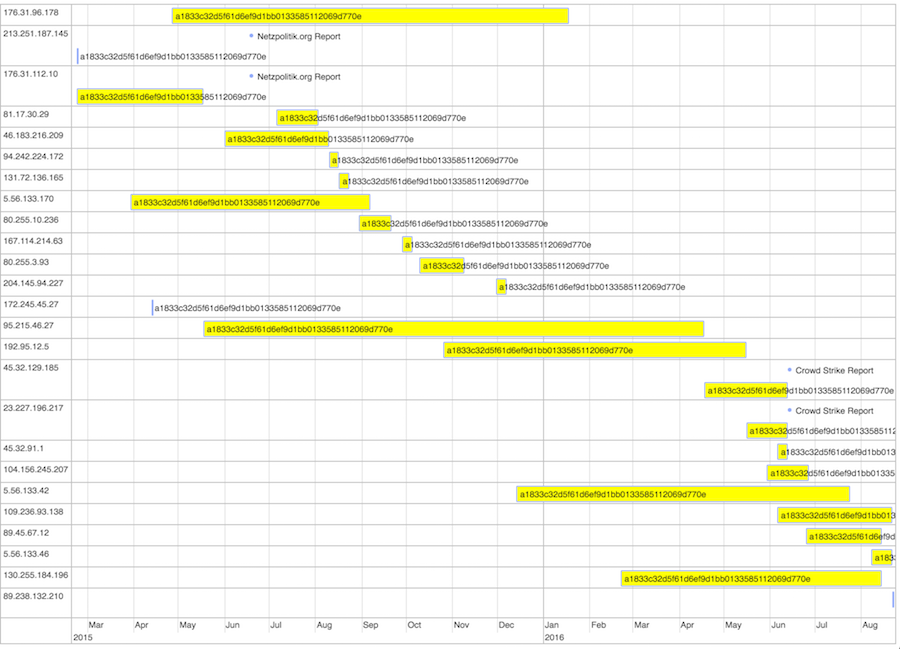 176.31.96.178
a1833c32d5f61d6ef9d1bb0133585112069d770e
213.251.187.145
Netzpolitik.org Report
a1833c32d5f61d6ef9d1bb0133585112069d770e
176.31.112.10
Netzpolitik.org Report
a1833c32d5f61d6ef9d1bb0133585112069d770e
81.17.30.29
a1833c32d5f61d6ef9d1bb0133585112069d770e
46.183.216.209
a1833c32d5f61d6ef9d1bb0133585112069d770e
94.242.224.172
a1833c32d5f61d6ef9d1bb0133585112069d770e
131.72.136.165
a1833c32d5f61d6ef9d1bb0133585112069d770e
5.56.133.170
a1833c32d5f61d6ef9d1bb0133585112069d770e
80.255.10.236
a1833c32d5f61d6ef9d1bb0133585112069d770e
167.114.214.63
a1833c32d5f61d6ef9d1bb0133585112069d770e
80.255.3.93
a1833c32d5f61d6ef9d1bb0133585112069d770e
204.145.94.227
a1833c32d5f61d6ef9d1bb0133585112069d770e
172.245.45.27
a1833c32d5f61d6ef9d1bb0133585112069d770e
95.215.46.27
a1833c32d5f61d6ef9d1bb0133585112069d770e
192.95.12.5
a1833c32d5f61d6ef9d1bb0133585112069d770e
45.32.129.185
Crowd Strike Report
a1833c32d5f61d6ef9d1bb0133585112069d770e
23.227.196.217
Crowd Strike Report
a1833c32d5f61d6ef9d1bb0133585112
45.32.91.1
a1833c32d5f61d6ef9d1bb013
104.156.245.207
a1833c32d5f61d6ef9d1bb01335
5.56.133.42
a1833c32d5f61d6ef9d1bb0133585112069d770e
109.236.93.138
a1833c32d5f61d6ef9d1bb013
89.45.67.12
a1833c32d5f61d6ef9d
5.56.133.46
a183
130.255.184.196
a1833c32d5f61d6ef9d1bb0133585112069d770e
89.238.132.210
Mar Apr May Jun Jul Aug Sep Oct Nov Dec Jan Feb Mar Apr May Jun Jul Aug
2015 2016